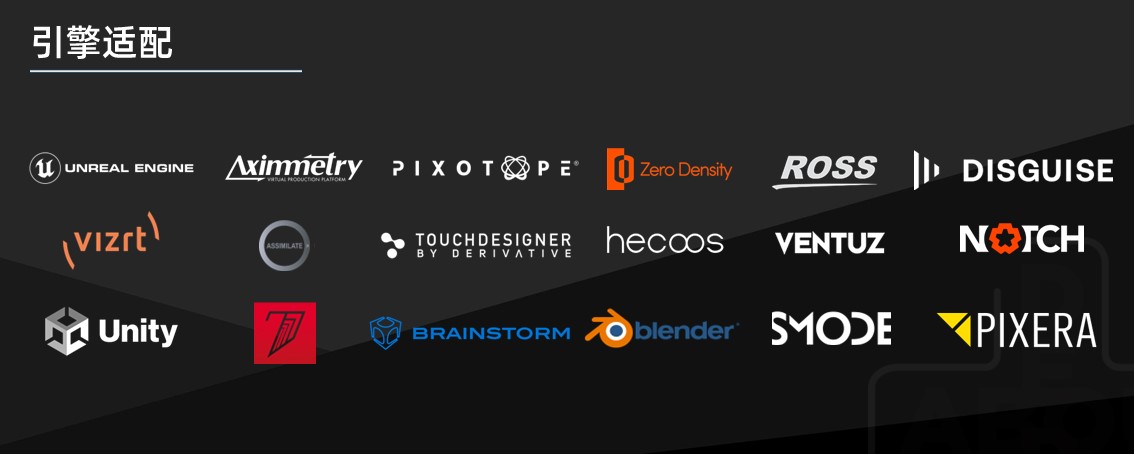 引擎适配
UNREAL ENGINE
Aximmetry
VIRTUAL PRODUCTION PLATFORM
PIXOTOPE®
Zero Density
ROSS
DISGUISE
vizrt
ASSIMILATE
TOUCHDESIGNER
BY DERIVATIVE
hecoos
VENTUZ
NOTCH
Unity
BRAINSTORM
blender
SMODE
PIXERA